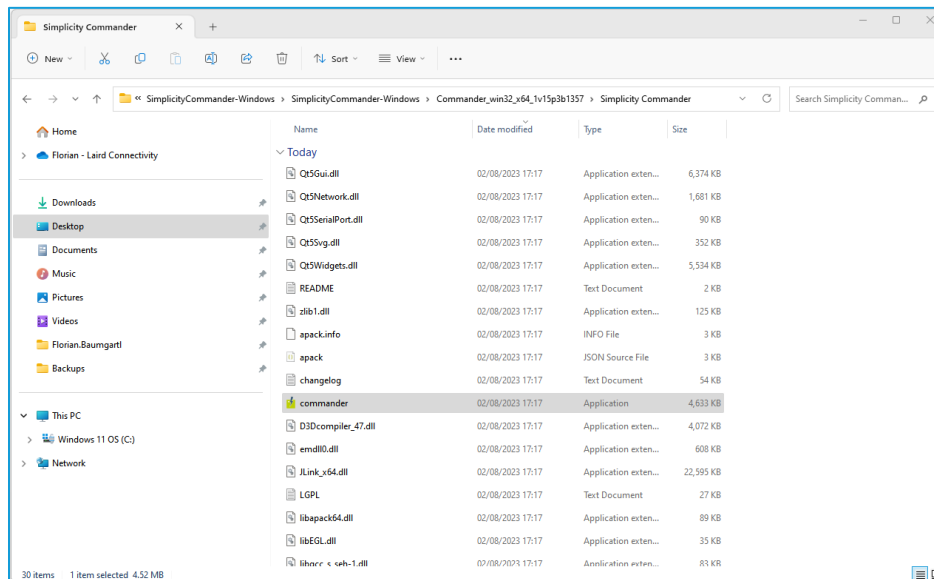 Simplicity Commander
New
Sort
View
« SimplicityCommander-Windows > SimplicityCommander-Windows > Commander_win32_x64_1v15p3b1357 > Simplicity Commander
Search Simplicity Comman...
Home
Florian - Laird Connectivity
Downloads
Desktop
Documents
Music
Pictures
Videos
Florian.Baumgartl
Backups
This PC
Windows 11 OS (C:)
Network
Name Date modified Type Size
Today
Qt5Gui.dll 02/08/2023 17:17 Application exten... 6,374 KB
Qt5Network.dll 02/08/2023 17:17 Application exten... 1,681 KB
Qt5SerialPort.dll 02/08/2023 17:17 Application exten... 90 KB
Qt5Svg.dll 02/08/2023 17:17 Application exten... 352 KB
Qt5Widgets.dll 02/08/2023 17:17 Application exten... 5,534 KB
README 02/08/2023 17:17 Text Document 2 KB
zlib1.dll 02/08/2023 17:17 Application exten... 125 KB
apack.info 02/08/2023 17:17 INFO File 3 KB
apack 02/08/2023 17:17 JSON Source File 3 KB
changelog 02/08/2023 17:17 Text Document 54 KB
commander 02/08/2023 17:17 Application 4,633 KB
D3Dcompiler_47.dll 02/08/2023 17:17 Application exten... 4,072 KB
emdll0.dll 02/08/2023 17:17 Application exten... 608 KB
JLink_x64.dll 02/08/2023 17:17 Application exten... 22,595 KB
LGPL 02/08/2023 17:17 Text Document 27 KB
libapack64.dll 02/08/2023 17:17 Application exten... 89 KB
libEGL.dll 02/08/2023 17:17 Application exten... 35 KB
libgcc_s_seh-1.dll 02/08/2023 17:17 Application exten... 83 KB
30 items 1 item selected 4.52 MB